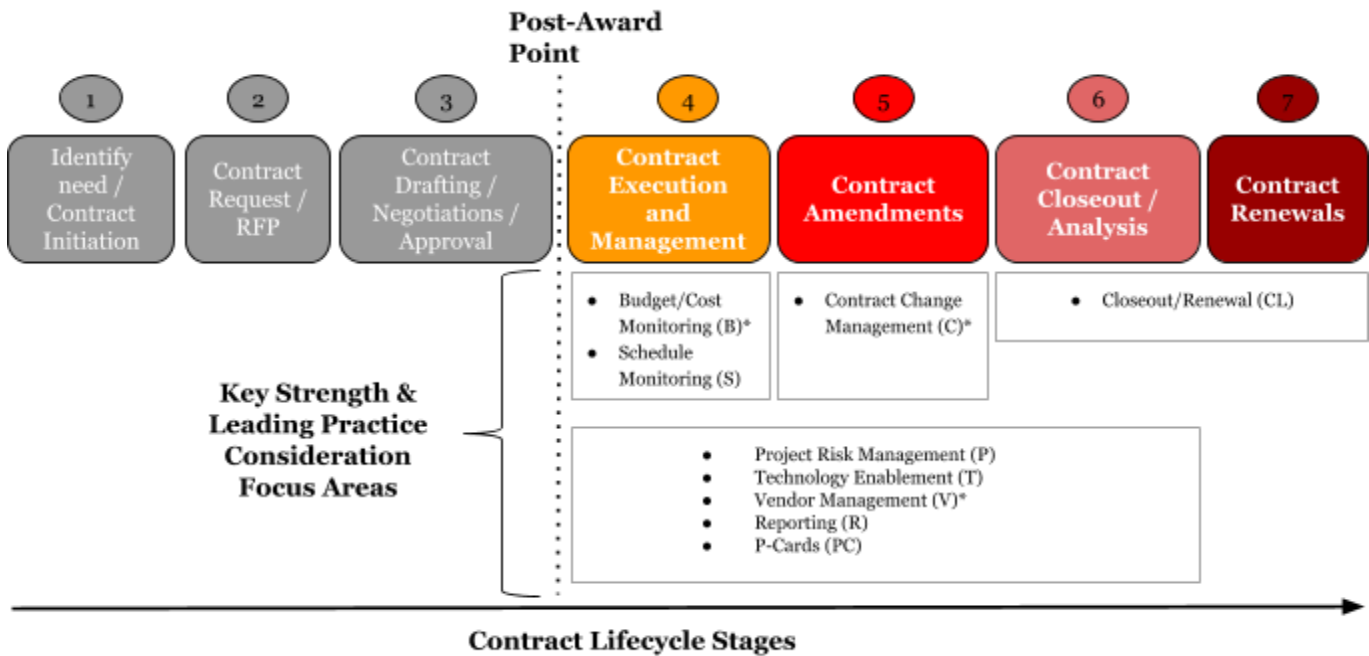 Post-Award
Point
1
2
3
4
5
6
7
Identify
need /
Contract
Initiation
Contract
Request /
RFP
Contract
Drafting /
Negotiations /
Approval
Contract
Execution
and
Management
Contract
Amendments
Contract
Closeout /
Analysis
Contract
Renewals
● Budget/Cost
Monitoring (B)*
● Schedule
Monitoring (S)
● Contract Change
Management (C)*
● Closeout/Renewal (CL)
Key Strength &
Leading Practice
Consideration
Focus Areas
● Project Risk Management (P)
● Technology Enablement (T)
● Vendor Management (V)*
● Reporting (R)
● P-Cards (PC)
Contract Lifecycle Stages